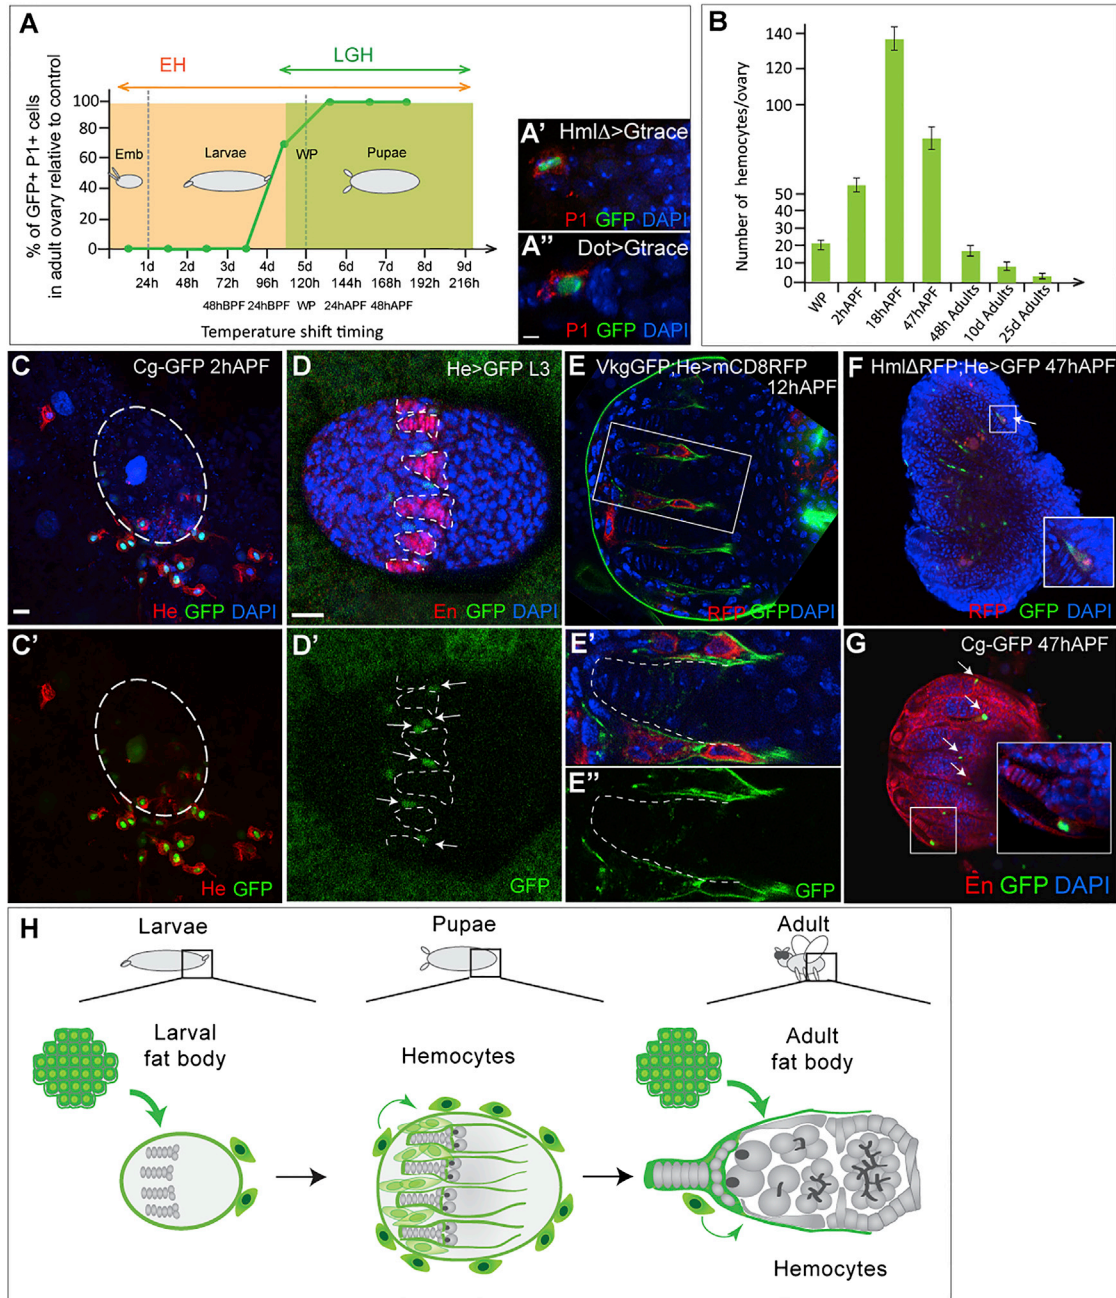 A
EH
LGH
% of GFP+ P1+ cells
in adult ovary relative to control
100
80
60
40
20
0
Emb
Larvae
WP
Pupae
1d 2d 3d 4d 5d 6d 7d 8d 9d
24h 48h 72h 96h 120h 144h 168h 192h 216h
48hBPF 24hBPF WP 24hAPF 48hAPF
Temperature shift timing
A'
HmlΔ>Gtrace
P1 GFP DAPI
A''
Dot>Gtrace
P1 GFP DAPI
B
Number of hemocytes/ovary
140
100
50
40
30
20
10
0
WP
2hAPF
18hAPF
47hAPF
48h Adults
10d Adults
25d Adults
C
Cg-GFP 2hAPF
He GFP DAPI
D
He>GFP L3
En GFP DAPI
E
VkgGFP;He>mCD8RFP
12hAPF
RFP GFP DAPI
F
HmlΔRFP;He>GFP 47hAPF
RFP GFP DAPI
C'
He GFP
D'
GFP
E'
E''
GFP
G
Cg-GFP 47hAPF
En GFP DAPI
H
Larvae
Pupae
Adult
Larval
fat body
Hemocytes
Adult
fat body
Hemocytes